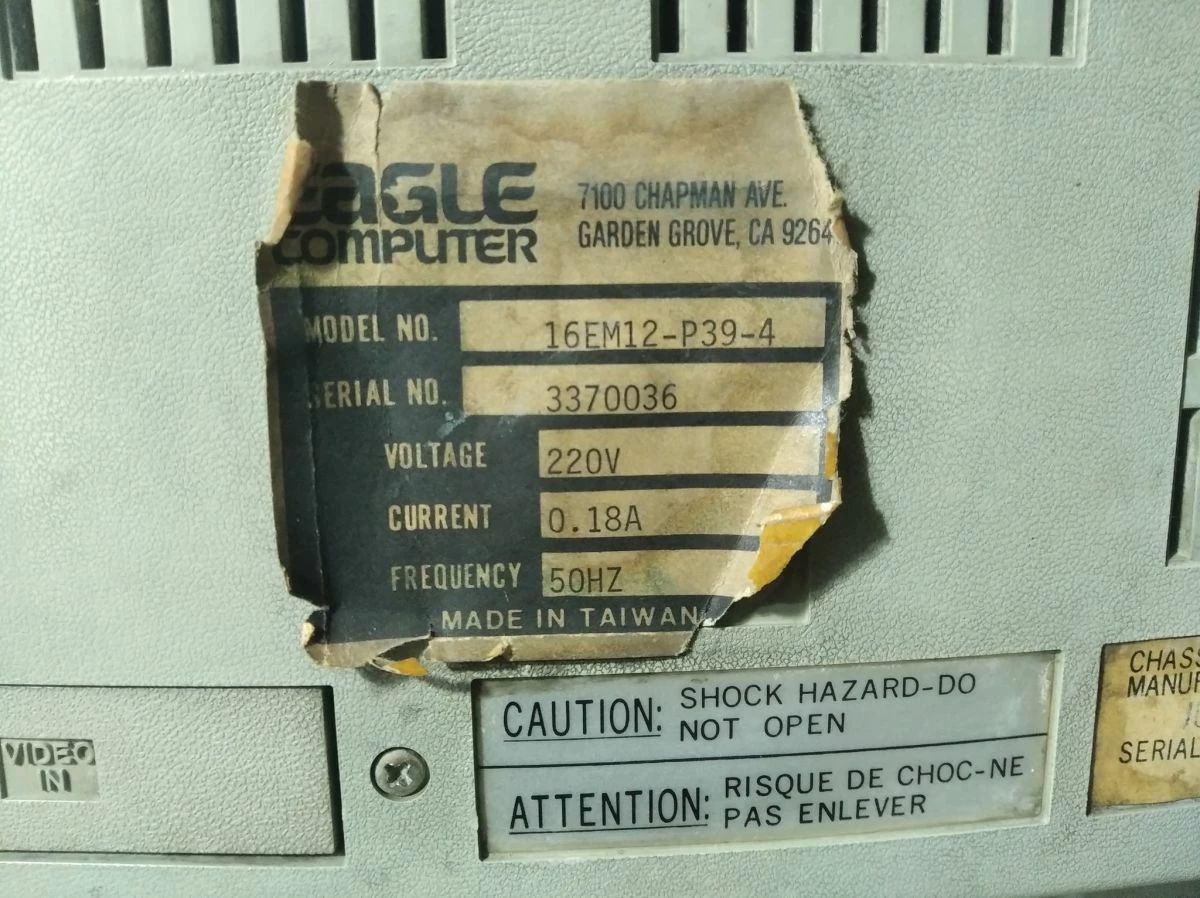 EAGLE
COMPUTER
7100 CHAPMAN AVE.
GARDEN GROVE, CA 9264
MODEL NO. 16EM12-P39-4
SERIAL NO. 3370036
VOLTAGE 220V
CURRENT 0.18A
FREQUENCY 50HZ
MADE IN TAIWAN
VIDEO
IN
CAUTION: SHOCK HAZARD-DO
NOT OPEN
ATTENTION: RISQUE DE CHOC-NE
PAS ENLEVER
CHASS
MANUF
SERIAL